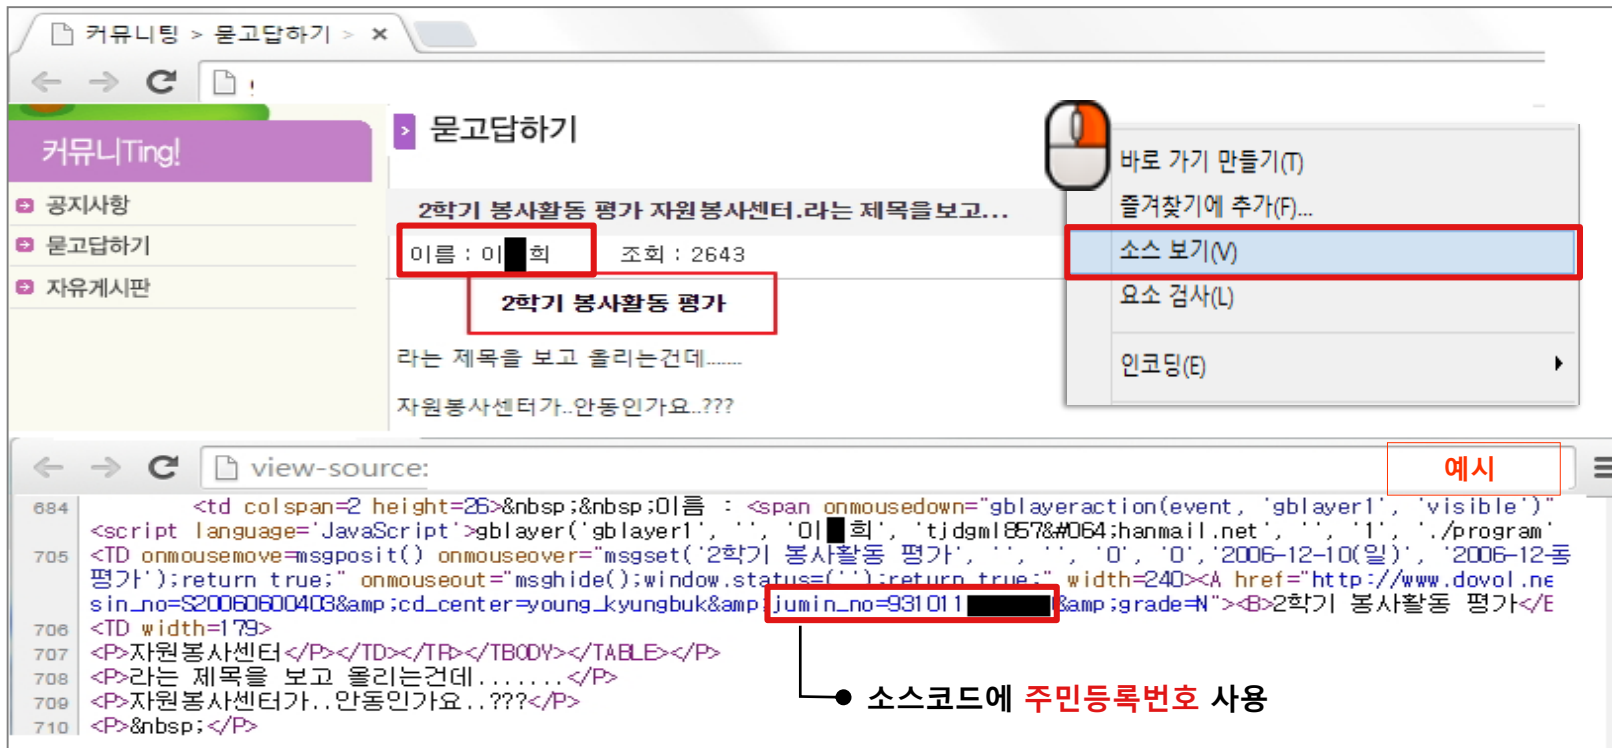 커뮤니팅 > 묻고답하기 >
커뮤니Ting!
공지사항
묻고답하기
자유게시판
묻고답하기
2학기 봉사활동 평가 자원봉사센터.라는 제목을보고...
이름 : 이 희 조회 : 2643
2학기 봉사활동 평가
라는 제목을 보고 올리는건데.......
자원봉사센터가..안동인가요..???
바로 가기 만들기(T)
즐겨찾기에 추가(F)...
소스 보기(V)
요소 검사(L)
인코딩(E)
view-source:
예시
684 <td colspan=2 height=26>&nbsp;&nbsp;이름 : <span onmousedown="gblayeraction(event, 'gblayer1', 'visible')"
<script language='JavaScript'>gblayer('gblayer1', '', '이 희', 'tjdgml857&#064;hanmail.net', '', '1', './program'
705 <TD onmousemove=msgposit() onmouseover="msgset('2학기 봉사활동 평가', '', '', '0', '0','2006-12-10(일)', '2006-12-동
평가');return true;" onmouseout="msghide();window.status=('');return true;" width=240><A href="http://www.dovol.ne
sin_no=S20060600403&amp;cd_center=young_kyungbuk&amp;jumin_no=931011 &amp;grade=N"><B>2학기 봉사활동 평가</B
706 <TD width=179>
707 <P>자원봉사센터</P></TD></TR></TBODY></TABLE></P>
708 <P>라는 제목을 보고 올리는건데.......</P>
709 <P>자원봉사센터가..안동인가요..???</P>
710 <P>&nbsp;</P>
소스코드에 주민등록번호 사용